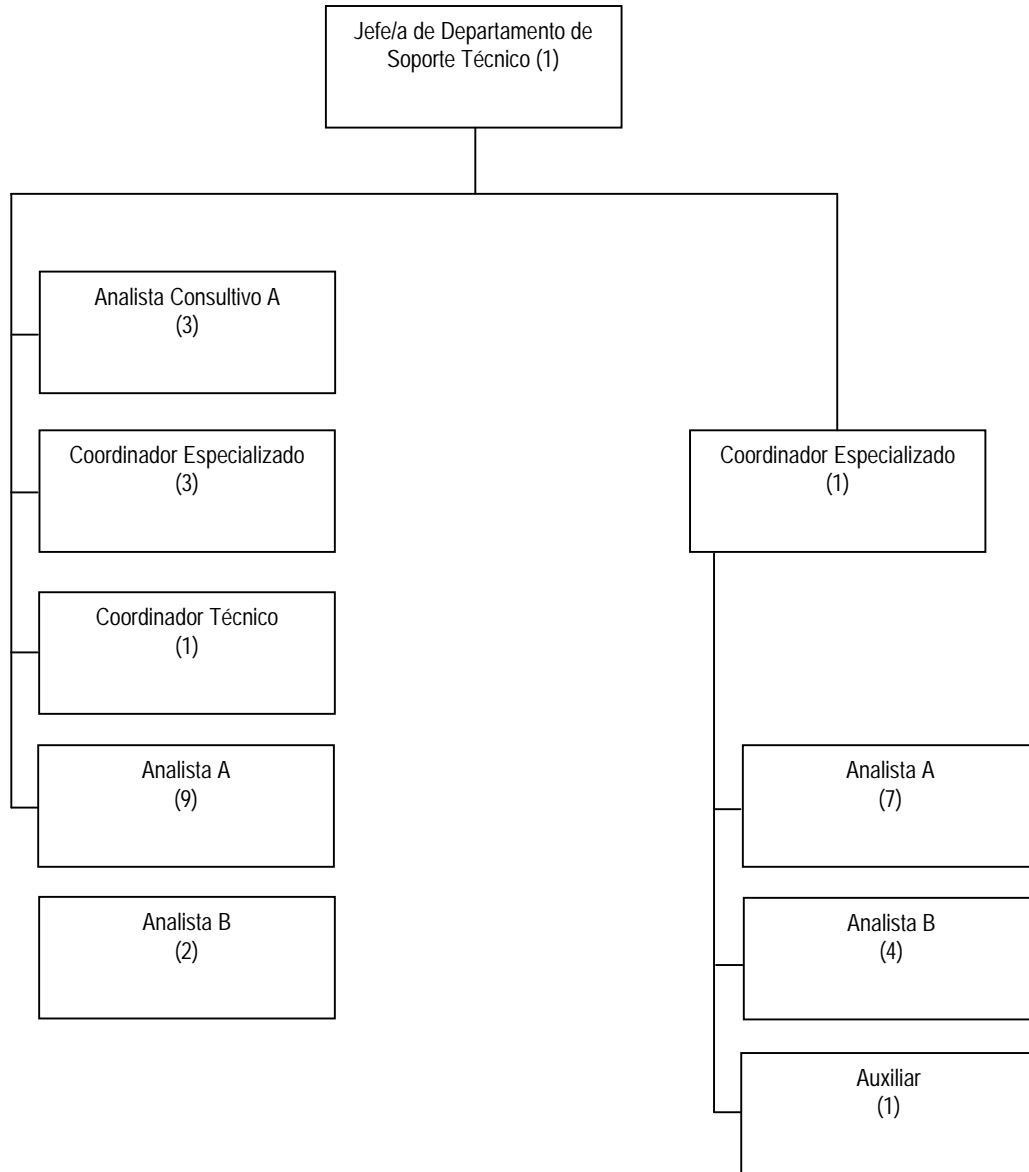 Jefe/a de Departamento de
Soporte Técnico (1)
Analista Consultivo A
(3)
Coordinador Especializado
(3)
Coordinador Técnico
(1)
Analista A
(9)
Analista B
(2)
Coordinador Especializado
(1)
Analista A
(7)
Analista B
(4)
Auxiliar
(1)